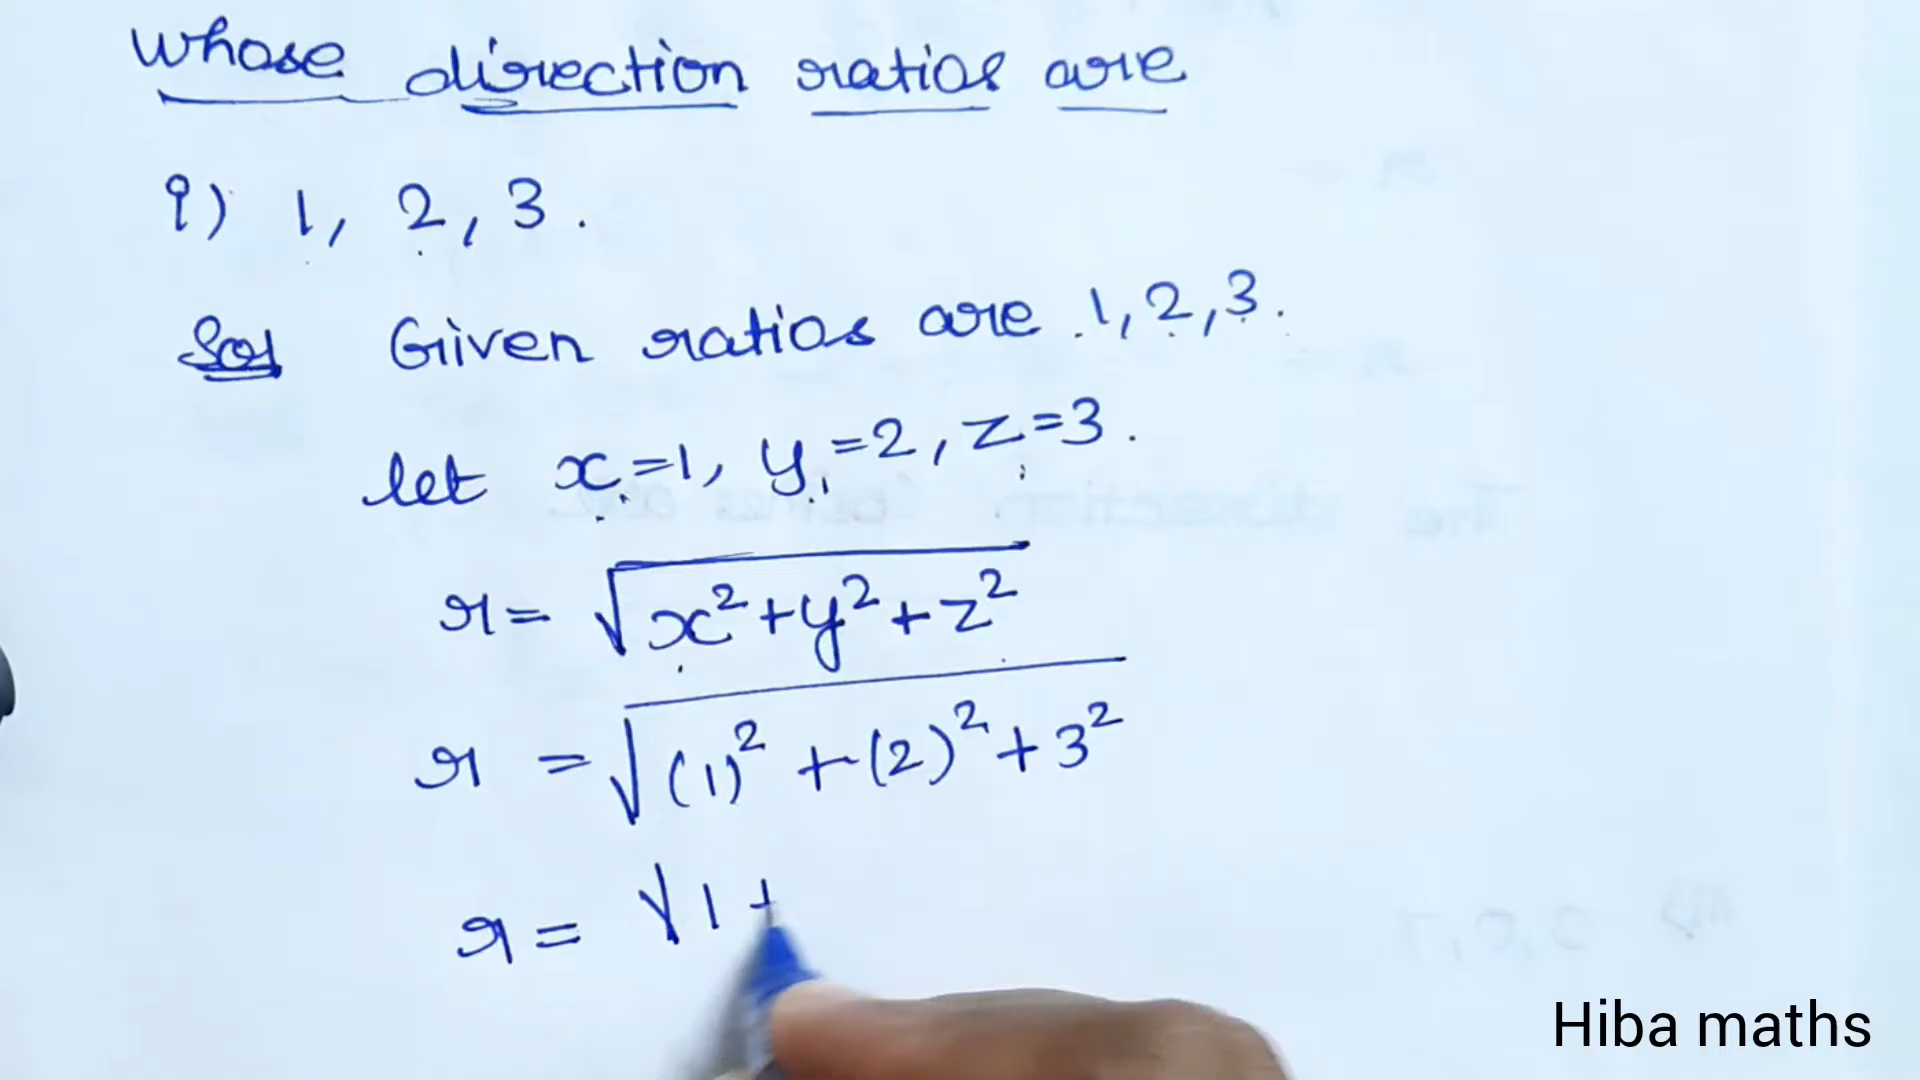 whose direction ratios are
i) 1, 2, 3.
Sol Given ratios are 1, 2, 3.
let x=1, y=2, z=3.
r = √x²+y²+z²
r = √(1)²+(2)²+3²
r = √1+
Hiba maths